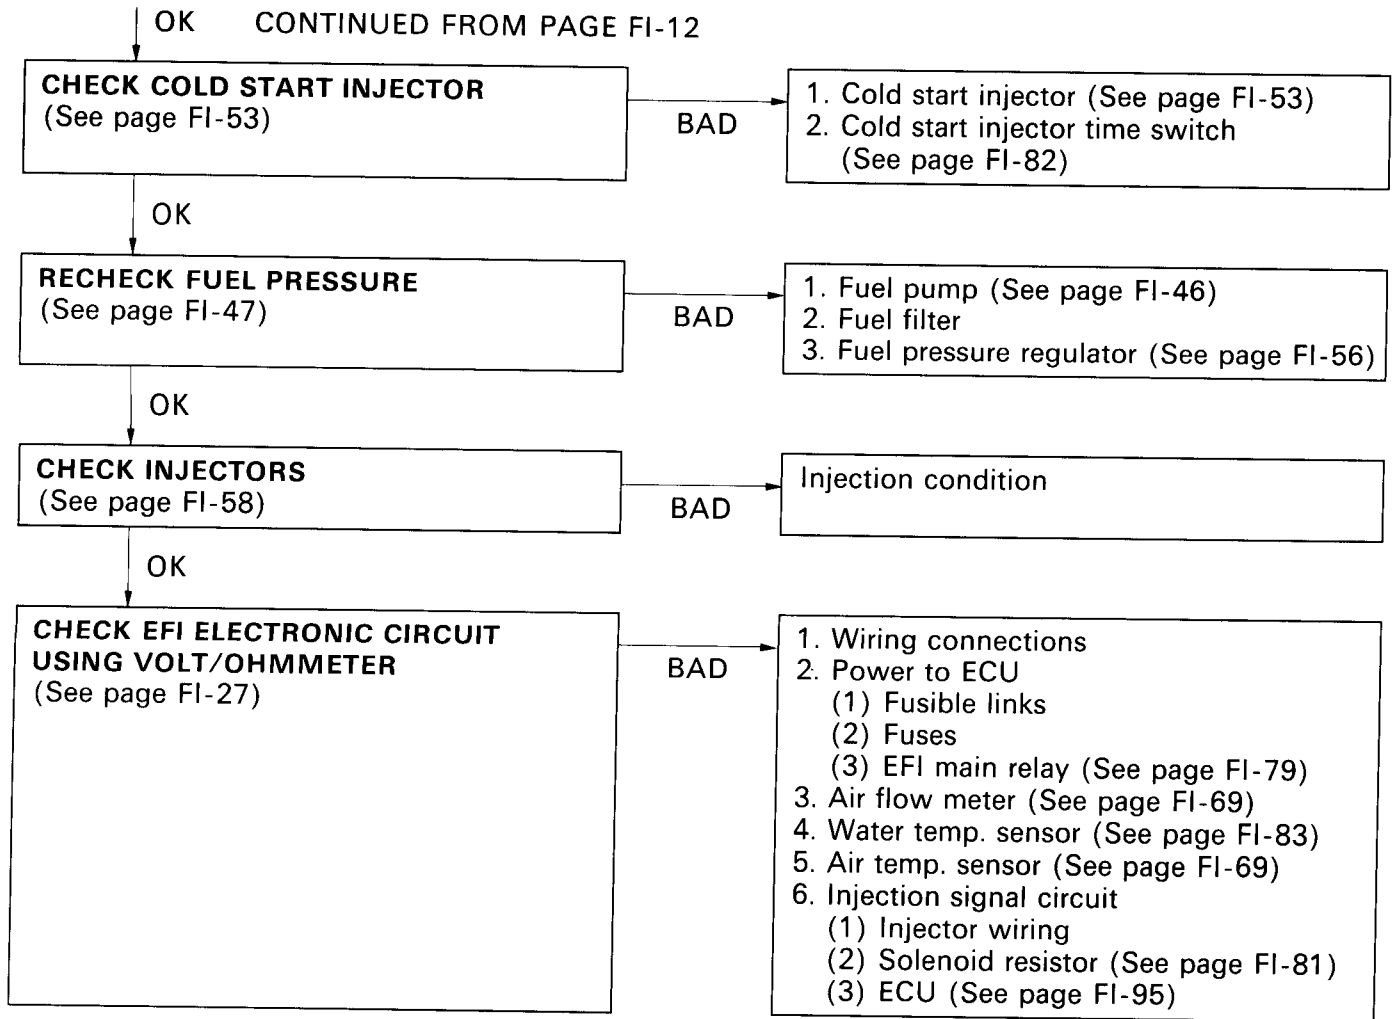 OK CONTINUED FROM PAGE FI-12
CHECK COLD START INJECTOR
(See page FI-53)
BAD
1. Cold start injector (See page FI-53)
2. Cold start injector time switch
(See page FI-82)
OK
RECHECK FUEL PRESSURE
(See page FI-47)
BAD
1. Fuel pump (See page FI-46)
2. Fuel filter
3. Fuel pressure regulator (See page FI-56)
OK
CHECK INJECTORS
(See page FI-58)
BAD
Injection condition
OK
CHECK EFI ELECTRONIC CIRCUIT
USING VOLT/OHMMETER
(See page FI-27)
BAD
1. Wiring connections
2. Power to ECU
(1) Fusible links
(2) Fuses
(3) EFI main relay (See page FI-79)
3. Air flow meter (See page FI-69)
4. Water temp. sensor (See page FI-83)
5. Air temp. sensor (See page FI-69)
6. Injection signal circuit
(1) Injector wiring
(2) Solenoid resistor (See page FI-81)
(3) ECU (See page FI-95)